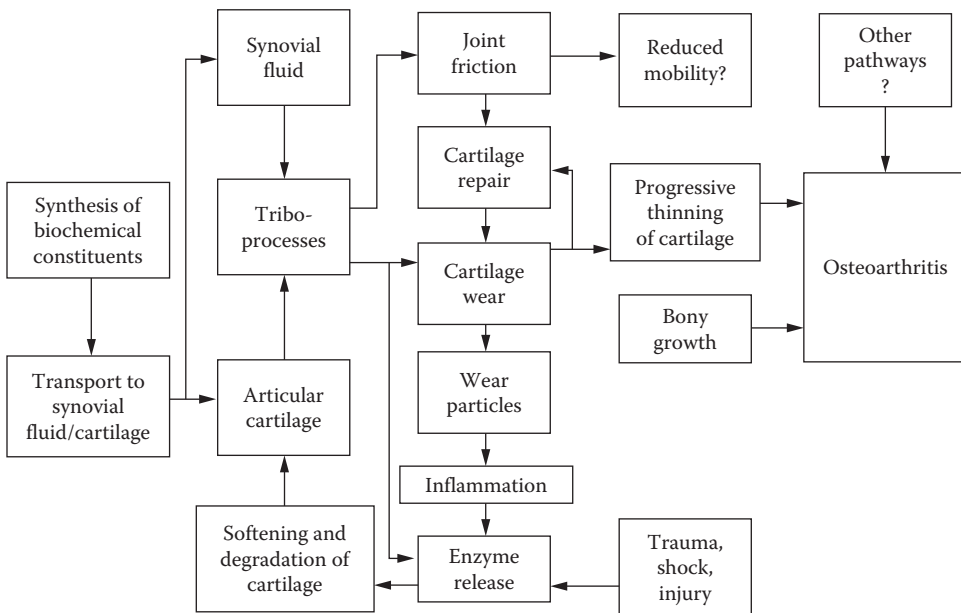 Synovial
fluid
Joint
friction
Reduced
mobility?
Other
pathways
?
Synthesis of
biochemical
constituents
Tribo-
processes
Cartilage
repair
Progressive
thinning
of cartilage
Osteoarthritis
Cartilage
wear
Bony
growth
Transport to
synovial
fluid/cartilage
Articular
cartilage
Wear
particles
Inflammation
Softening and
degradation of
cartilage
Enzyme
release
Trauma,
shock,
injury